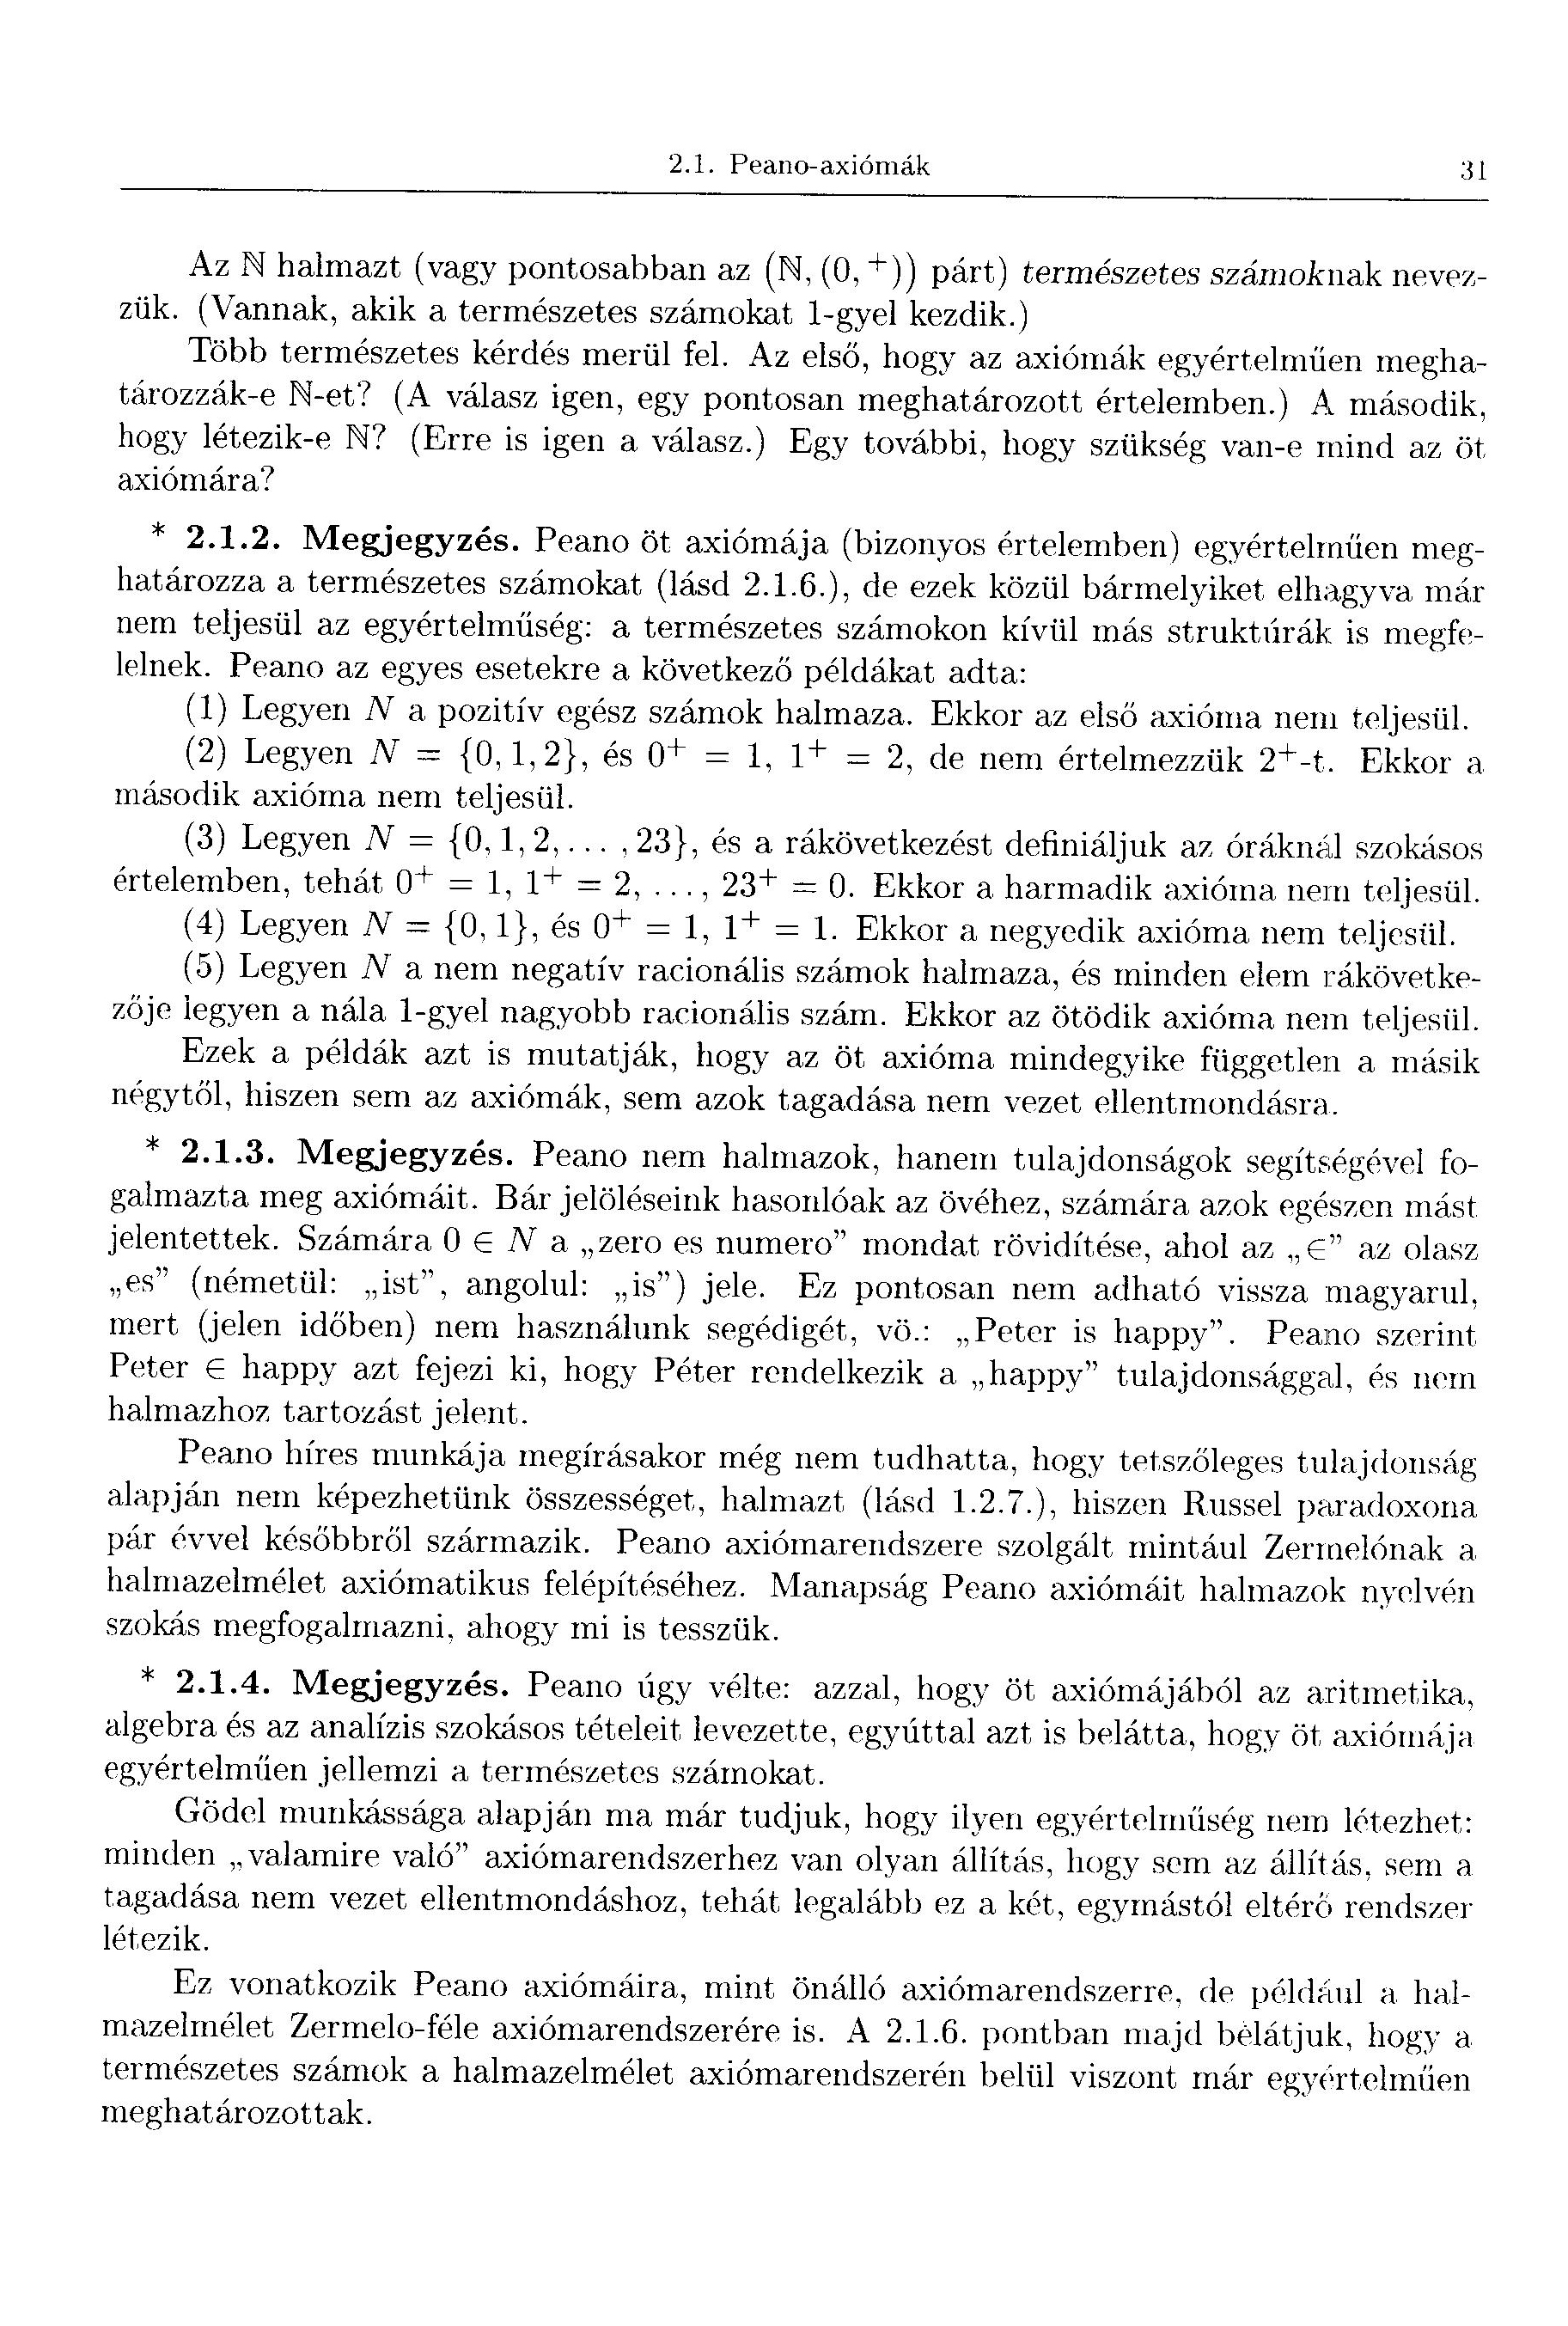 2.1. Peano-axiómák 31
Az ℕ halmazt (vagy pontosabban az (ℕ, (0, ⁺)) párt) természetes számoknak nevez-
zük. (Vannak, akik a természetes számokat 1-gyel kezdik.)
Több természetes kérdés merül fel. Az első, hogy az axiómák egyértelműen megha-
tározzák-e ℕ-et? (A válasz igen, egy pontosan meghatározott értelemben.) A második,
hogy létezik-e ℕ? (Erre is igen a válasz.) Egy további, hogy szükség van-e mind az öt
axiómára?
* 2.1.2. Megjegyzés. Peano öt axiómája (bizonyos értelemben) egyértelműen meg-
határozza a természetes számokat (lásd 2.1.6.), de ezek közül bármelyiket elhagyva már
nem teljesül az egyértelműség: a természetes számokon kívül más struktúrák is megfe-
lelnek. Peano az egyes esetekre a következő példákat adta:
(1) Legyen N a pozitív egész számok halmaza. Ekkor az első axióma nem teljesül.
(2) Legyen N = {0, 1, 2}, és 0⁺ = 1, 1⁺ = 2, de nem értelmezzük 2⁺-t. Ekkor a
második axióma nem teljesül.
(3) Legyen N = {0, 1, 2, ... , 23}, és a rákövetkezést definiáljuk az óráknál szokásos
értelemben, tehát 0⁺ = 1, 1⁺ = 2, ..., 23⁺ = 0. Ekkor a harmadik axióma nem teljesül.
(4) Legyen N = {0, 1}, és 0⁺ = 1, 1⁺ = 1. Ekkor a negyedik axióma nem teljesül.
(5) Legyen N a nem negatív racionális számok halmaza, és minden elem rákövetke-
zője legyen a nála 1-gyel nagyobb racionális szám. Ekkor az ötödik axióma nem teljesül.
Ezek a példák azt is mutatják, hogy az öt axióma mindegyike független a másik
négytől, hiszen sem az axiómák, sem azok tagadása nem vezet ellentmondásra.
* 2.1.3. Megjegyzés. Peano nem halmazok, hanem tulajdonságok segítségével fo-
galmazta meg axiómáit. Bár jelöléseink hasonlóak az övéhez, számára azok egészen mást
jelentettek. Számára 0 ∈ N a „zero es numero” mondat rövidítése, ahol az „∈” az olasz
„es” (németül: „ist”, angolul: „is”) jele. Ez pontosan nem adható vissza magyarul,
mert (jelen időben) nem használunk segédigét, vö.: „Peter is happy”. Peano szerint
Peter ∈ happy azt fejezi ki, hogy Péter rendelkezik a „happy” tulajdonsággal, és nem
halmazhoz tartozást jelent.
Peano híres munkája megírásakor még nem tudhatta, hogy tetszőleges tulajdonság
alapján nem képezhetünk összességet, halmazt (lásd 1.2.7.), hiszen Russel paradoxona
pár évvel későbbről származik. Peano axiómarendszere szolgált mintául Zermelónak a
halmazelmélet axiómatikus felépítéséhez. Manapság Peano axiómáit halmazok nyelvén
szokás megfogalmazni, ahogy mi is tesszük.
* 2.1.4. Megjegyzés. Peano úgy vélte: azzal, hogy öt axiómájából az aritmetika,
algebra és az analízis szokásos tételeit levezette, egyúttal azt is belátta, hogy öt axiómája
egyértelműen jellemzi a természetes számokat.
Gödel munkássága alapján ma már tudjuk, hogy ilyen egyértelműség nem létezhet:
minden „valamire való” axiómarendszerhez van olyan állítás, hogy sem az állítás, sem a
tagadása nem vezet ellentmondáshoz, tehát legalább ez a két, egymástól eltérő rendszer
létezik.
Ez vonatkozik Peano axiómáira, mint önálló axiómarendszerre, de például a hal-
mazelmélet Zermelo-féle axiómarendszerére is. A 2.1.6. pontban majd belátjuk, hogy a
természetes számok a halmazelmélet axiómarendszerén belül viszont már egyértelműen
meghatározottak.